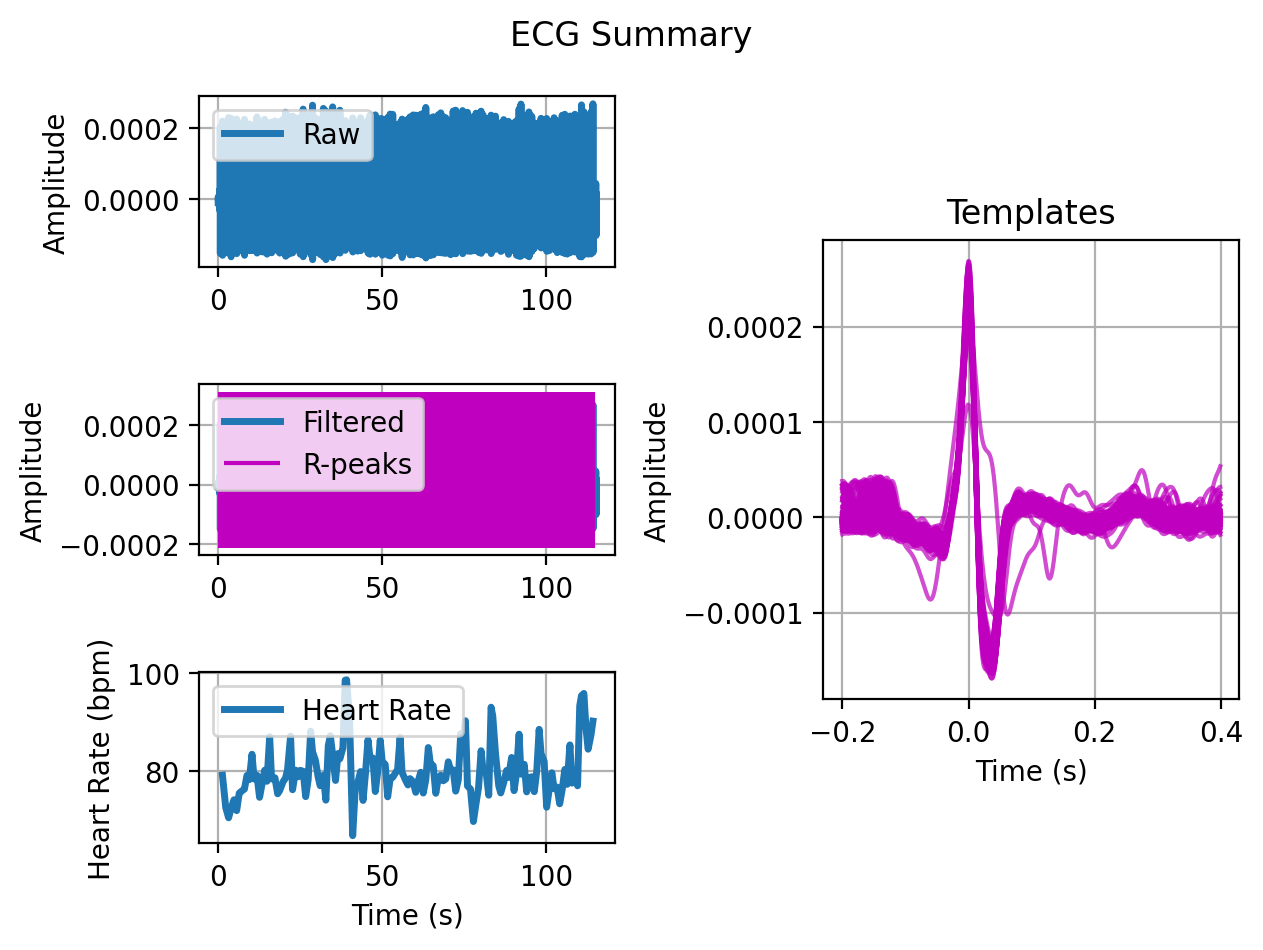 ECG Summary
Amplitude
0.0002
0.0000
Raw
0
50
100
Amplitude
0.0002
0.0000
−0.0002
Filtered
R-peaks
0
50
100
Heart Rate (bpm)
100
80
Heart Rate
0
50
100
Time (s)
Templates
Amplitude
0.0002
0.0001
0.0000
−0.0001
−0.2
0.0
0.2
0.4
Time (s)